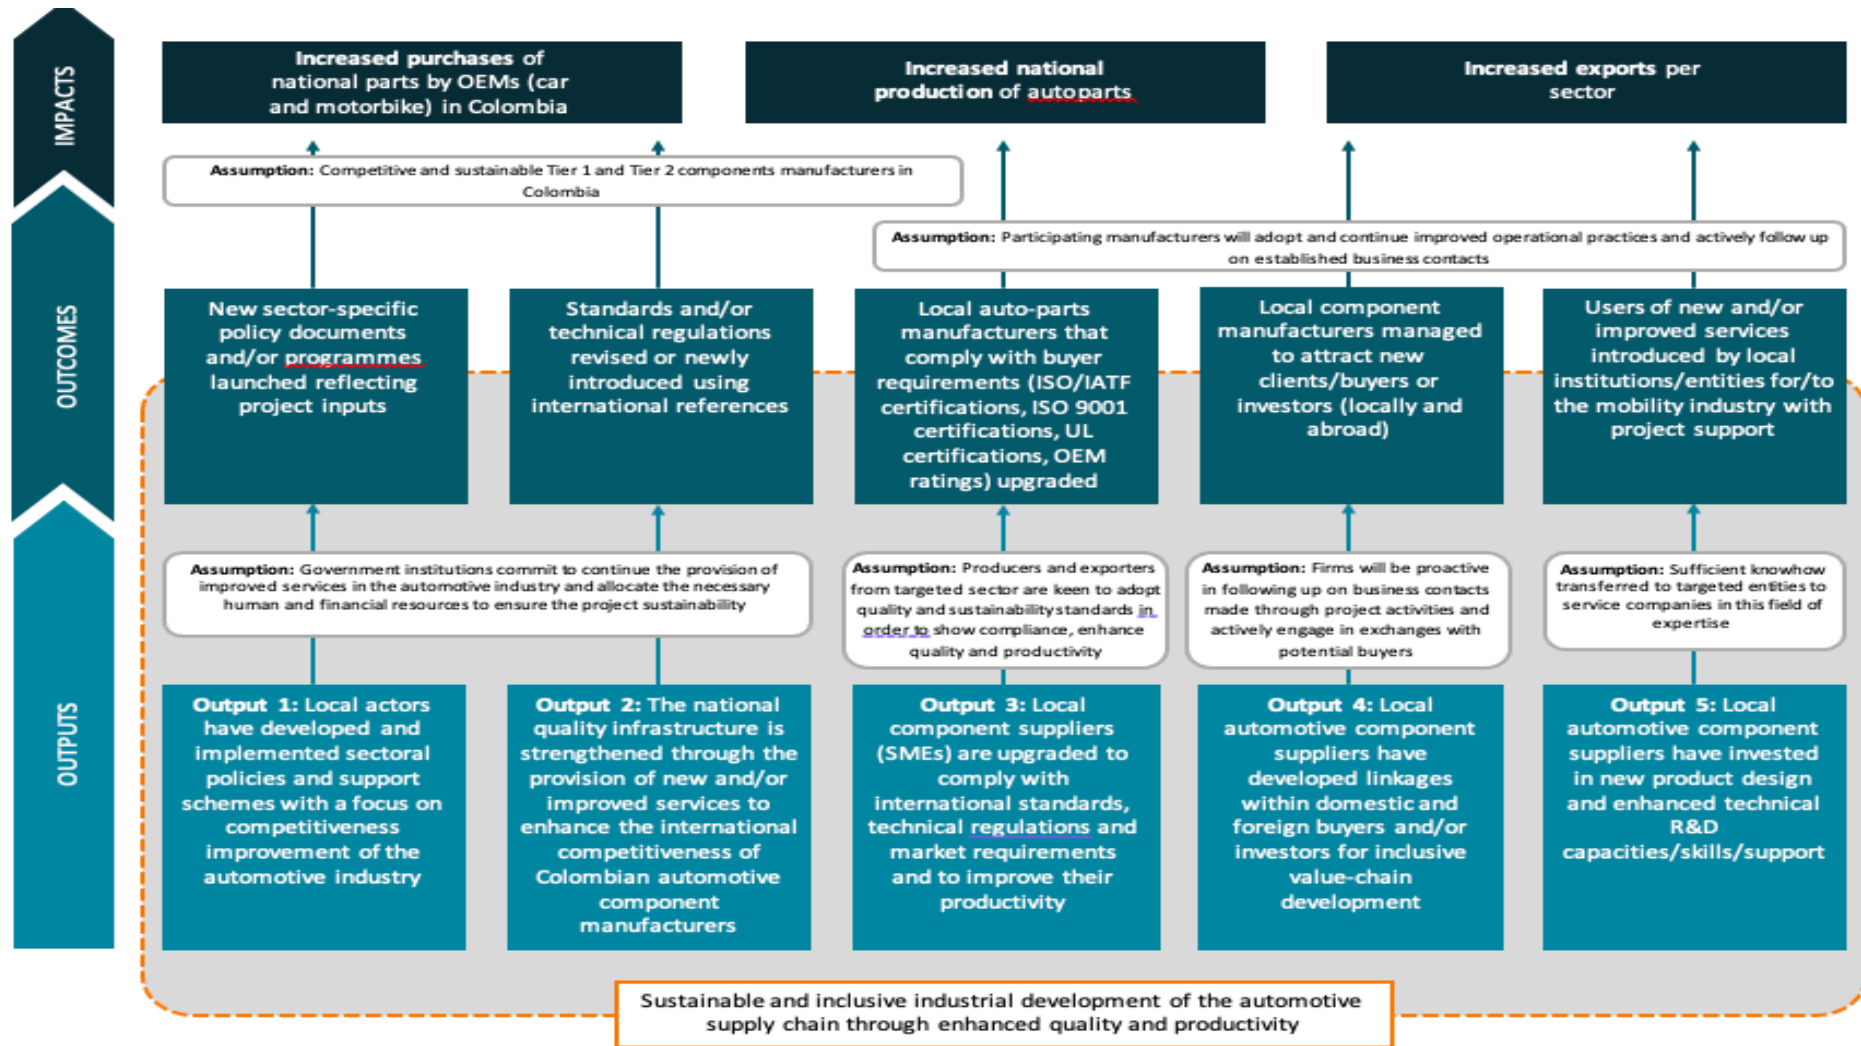 IMPACTS
Increased purchases of
national parts by OEMs (car
and motorbike) in Colombia
Increased national
production of autoparts
Increased exports per
sector
Assumption: Competitive and sustainable Tier 1 and Tier 2 components manufacturers in
Colombia
Assumption: Participating manufacturers will adopt and continue improved operational practices and actively follow up
on established business contacts
OUTCOMES
New sector-specific
policy documents
and/or programmes
launched reflecting
project inputs
Standards and/or
technical regulations
revised or newly
introduced using
international references
Local auto-parts
manufacturers that
comply with buyer
requirements (ISO/IATF
certifications, ISO 9001
certifications, UL
certifications, OEM
ratings) upgraded
Local component
manufacturers managed
to attract new
clients/buyers or
investors (locally and
abroad)
Users of new and/or
improved services
introduced by local
institutions/entities for/to
the mobility industry with
project support
Assumption: Government institutions commit to continue the provision of
improved services in the automotive industry and allocate the necessary
human and financial resources to ensure the project sustainability
Assumption: Producers and exporters
from targeted sector are keen to adopt
quality and sustainability standards in
order to show compliance, enhance
quality and productivity
Assumption: Firms will be proactive
in following up on business contacts
made through project activities and
actively engage in exchanges with
potential buyers
Assumption: Sufficient knowhow
transferred to targeted entities to
service companies in this field of
expertise
OUTPUTS
Output 1: Local actors
have developed and
implemented sectoral
policies and support
schemes with a focus on
competitiveness
improvement of the
automotive industry
Output 2: The national
quality infrastructure is
strengthened through the
provision of new and/or
improved services to
enhance the international
competitiveness of
Colombian automotive
component
manufacturers
Output 3: Local
component suppliers
(SMEs) are upgraded to
comply with
international standards,
technical regulations and
market requirements
and to improve their
productivity
Output 4: Local
automotive component
suppliers have
developed linkages
within domestic and
foreign buyers and/or
investors for inclusive
value-chain
development
Output 5: Local
automotive component
suppliers have invested
in new product design
and enhanced technical
R&D
capacities/skills/support
Sustainable and inclusive industrial development of the automotive
supply chain through enhanced quality and productivity